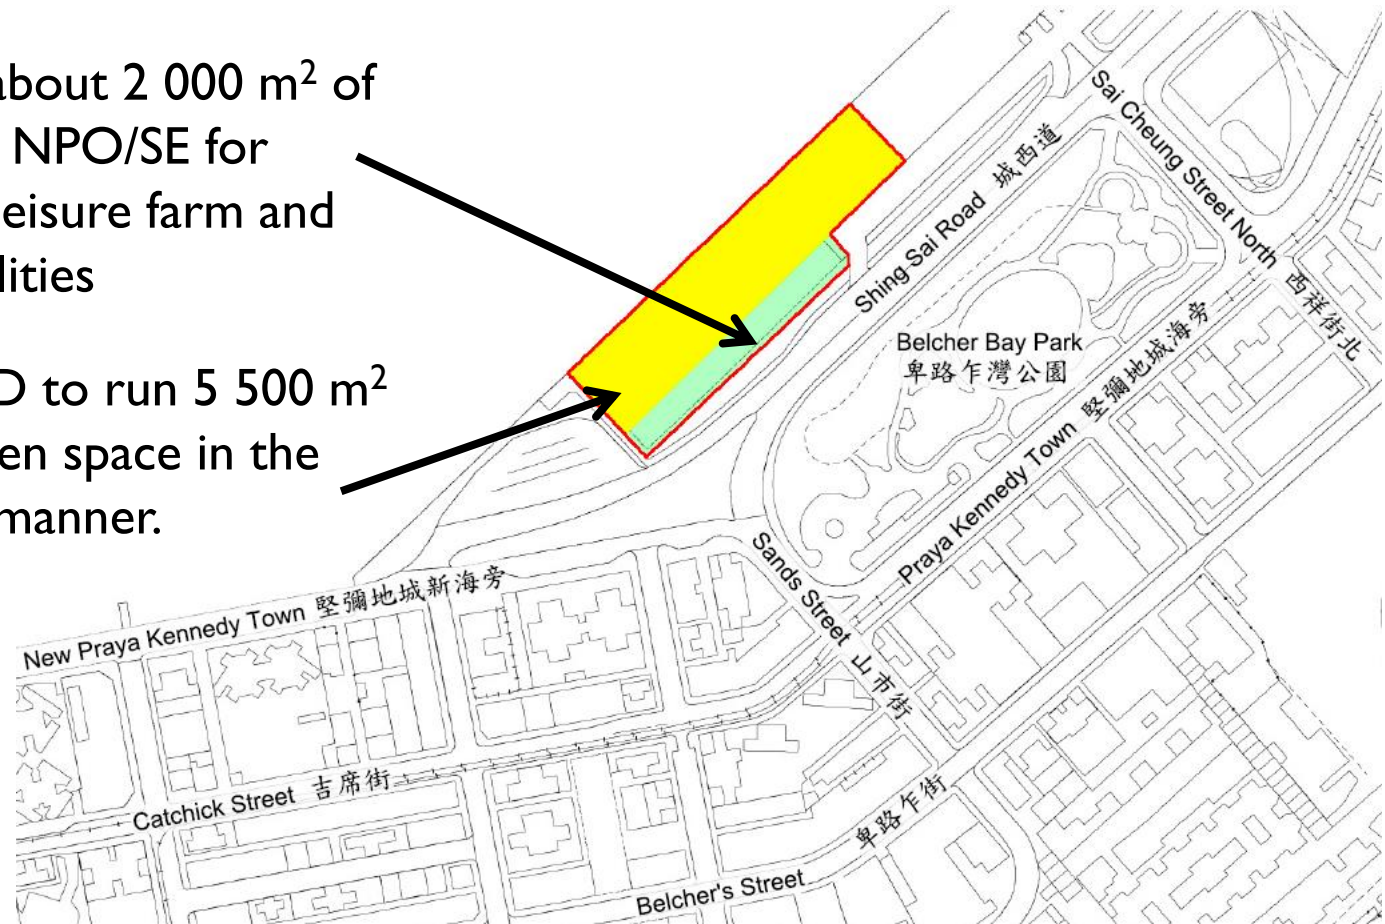 about 2 000 m² of
NPO/SE for
leisure farm and
lities
D to run 5 500 m²
en space in the
manner.
Sai Cheung Street North 西祥街北
Shing Sai Road 城西道
Belcher Bay Park
卑路乍灣公園
Praya Kennedy Town 堅彌地城海旁
Sands Street 山市街
New Praya Kennedy Town 堅彌地城新海旁
Catchick Street 吉席街
Belcher's Street 卑路乍街